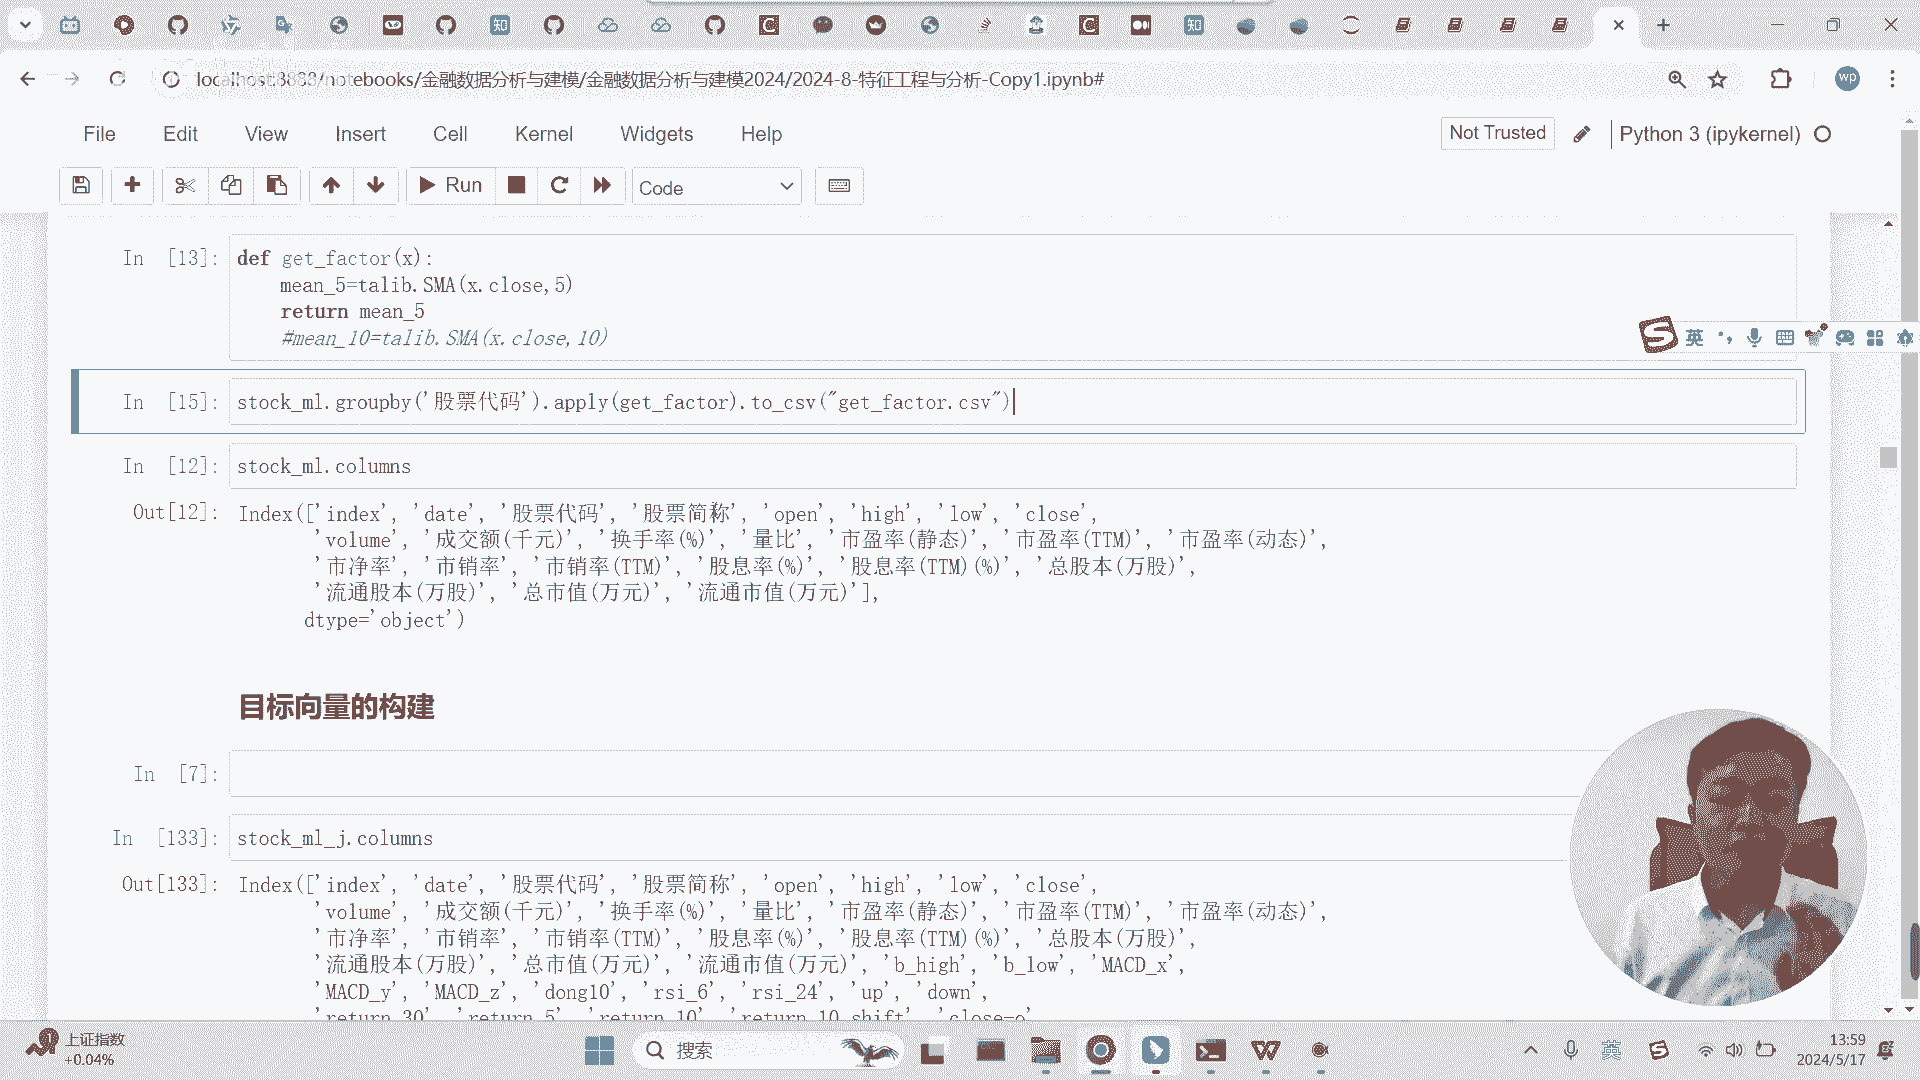 localhost:8888/notebooks/金融数据分析与建模/金融数据分析与建模2024/2024-8-特征工程与分析-Copy1.ipynb#
wp
File Edit View Insert Cell Kernel Widgets Help
Not Trusted
Python 3 (ipykernel)
Run
Code
In [13]:
def get_factor(x):
mean_5=talib.SMA(x.close,5)
return mean_5
#mean_10=talib.SMA(x.close,10)
英
In [15]:
stock_ml.groupby('股票代码').apply(get_factor).to_csv("get_factor.csv")
In [12]:
stock_ml.columns
Out[12]:
Index(['index', 'date', '股票代码', '股票简称', 'open', 'high', 'low', 'close',
'volume', '成交额(千元)', '换手率(%)', '量比', '市盈率(静态)', '市盈率(TTM)', '市盈率(动态)',
'市净率', '市销率', '市销率(TTM)', '股息率(%)', '股息率(TTM)(%)', '总股本(万股)',
'流通股本(万股)', '总市值(万元)', '流通市值(万元)'],
dtype='object')
目标向量的构建
In [7]:
In [133]:
stock_ml_j.columns
Out[133]:
Index(['index', 'date', '股票代码', '股票简称', 'open', 'high', 'low', 'close',
'volume', '成交额(千元)', '换手率(%)', '量比', '市盈率(静态)', '市盈率(TTM)', '市盈率(动态)',
'市净率', '市销率', '市销率(TTM)', '股息率(%)', '股息率(TTM)(%)', '总股本(万股)',
'流通股本(万股)', '总市值(万元)', '流通市值(万元)', 'b_high', 'b_low', 'MACD_x',
'MACD_y', 'MACD_z', 'dong10', 'rsi_6', 'rsi_24', 'up', 'down',
'return_30', 'return_5', 'return_10', 'return_10_shift', 'close=o'
上证指数
+0.04%
搜索
英
13:59
2024/5/17